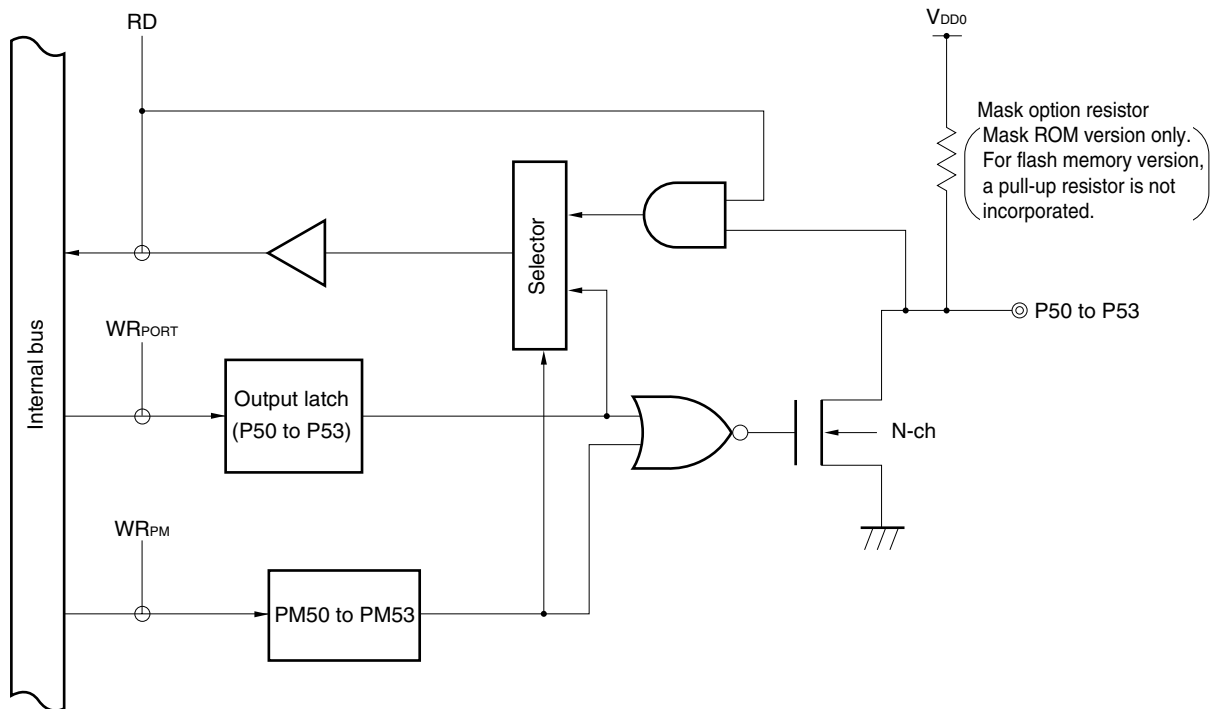 RD
VDD0
Mask option resistor
Mask ROM version only.
For flash memory version,
a pull-up resistor is not
incorporated.
Selector
Internal bus
P50 to P53
WRPORT
Output latch
(P50 to P53)
N-ch
WRPM
PM50 to PM53